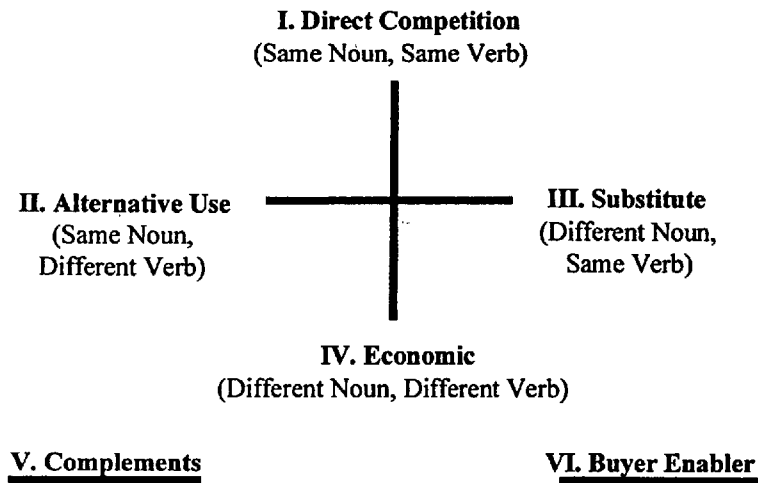 I. Direct Competition
(Same Noun, Same Verb)
II. Alternative Use
(Same Noun,
Different Verb)
III. Substitute
(Different Noun,
Same Verb)
IV. Economic
(Different Noun, Different Verb)
V. Complements
VI. Buyer Enabler